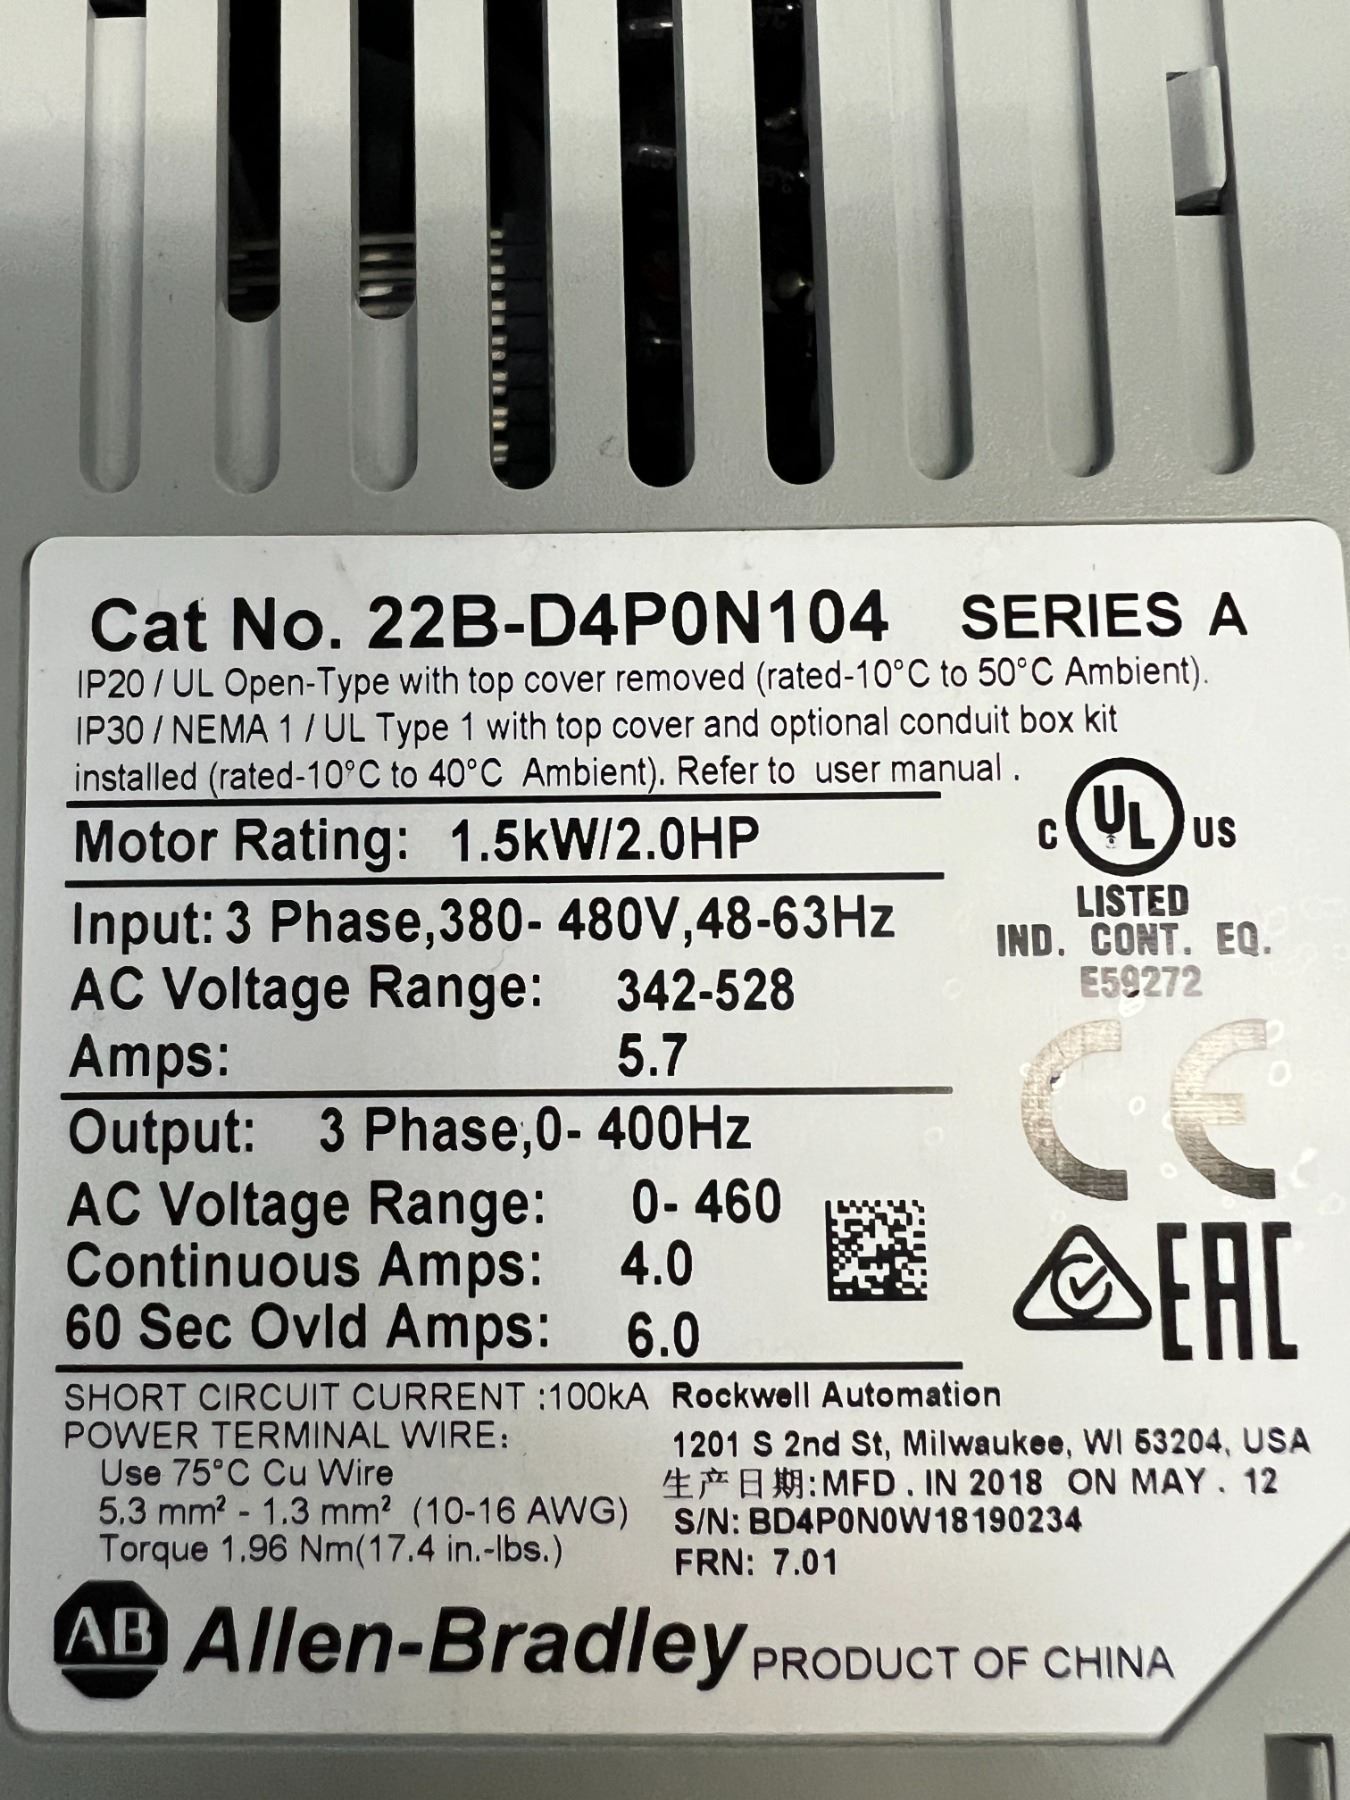 Cat No. 22B-D4P0N104 SERIES A
IP20 / UL Open-Type with top cover removed (rated-10°C to 50°C Ambient).
IP30 / NEMA 1 / UL Type 1 with top cover and optional conduit box kit
installed (rated-10°C to 40°C Ambient). Refer to user manual .
Motor Rating: 1.5kW/2.0HP
Input: 3 Phase,380- 480V,48-63Hz
AC Voltage Range: 342-528
Amps: 5.7
C UL US
LISTED
IND. CONT. EQ.
E59272
CE
EAC
Output: 3 Phase,0- 400Hz
AC Voltage Range: 0- 460
Continuous Amps: 4.0
60 Sec Ovld Amps: 6.0
SHORT CIRCUIT CURRENT :100kA
POWER TERMINAL WIRE:
Use 75°C Cu Wire
5.3 mm² - 1.3 mm² (10-16 AWG)
Torque 1.96 Nm(17.4 in.-lbs.)
Rockwell Automation
1201 S 2nd St, Milwaukee, WI 53204, USA
生产日期:MFD . IN 2018 ON MAY . 12
S/N: BD4P0N0W18190234
FRN: 7.01
AB Allen-Bradley PRODUCT OF CHINA